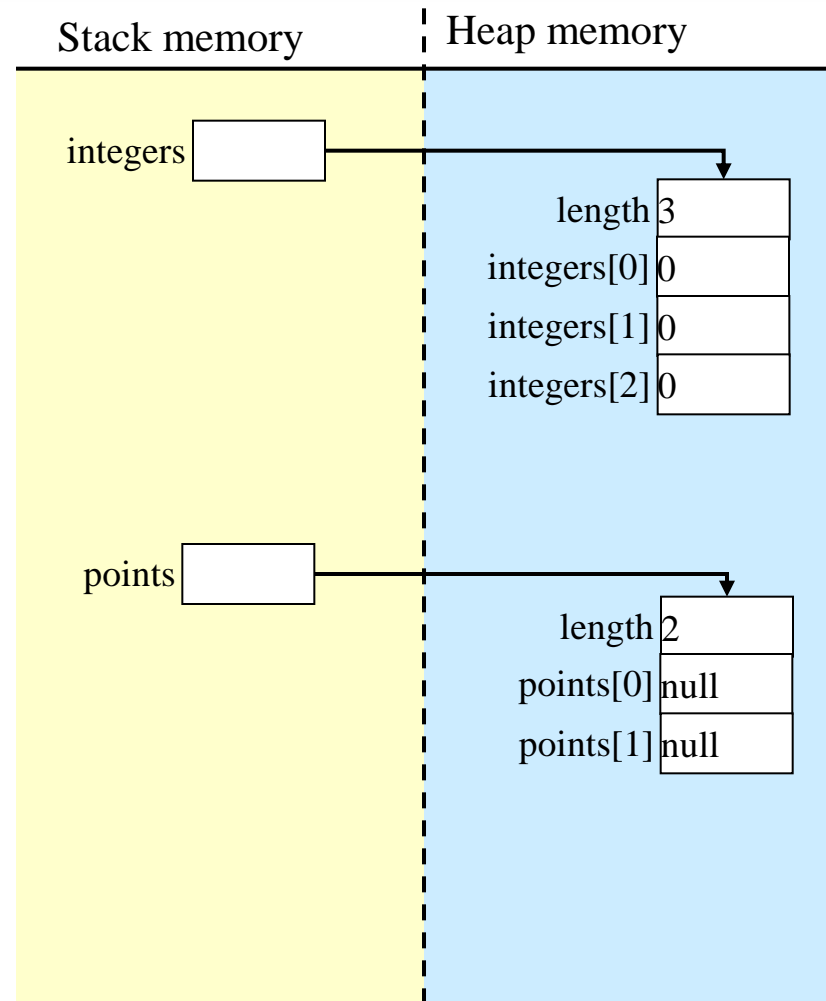 Stack memory
Heap memory
integers
length 3
integers[0] 0
integers[1] 0
integers[2] 0
points
length 2
points[0] null
points[1] null